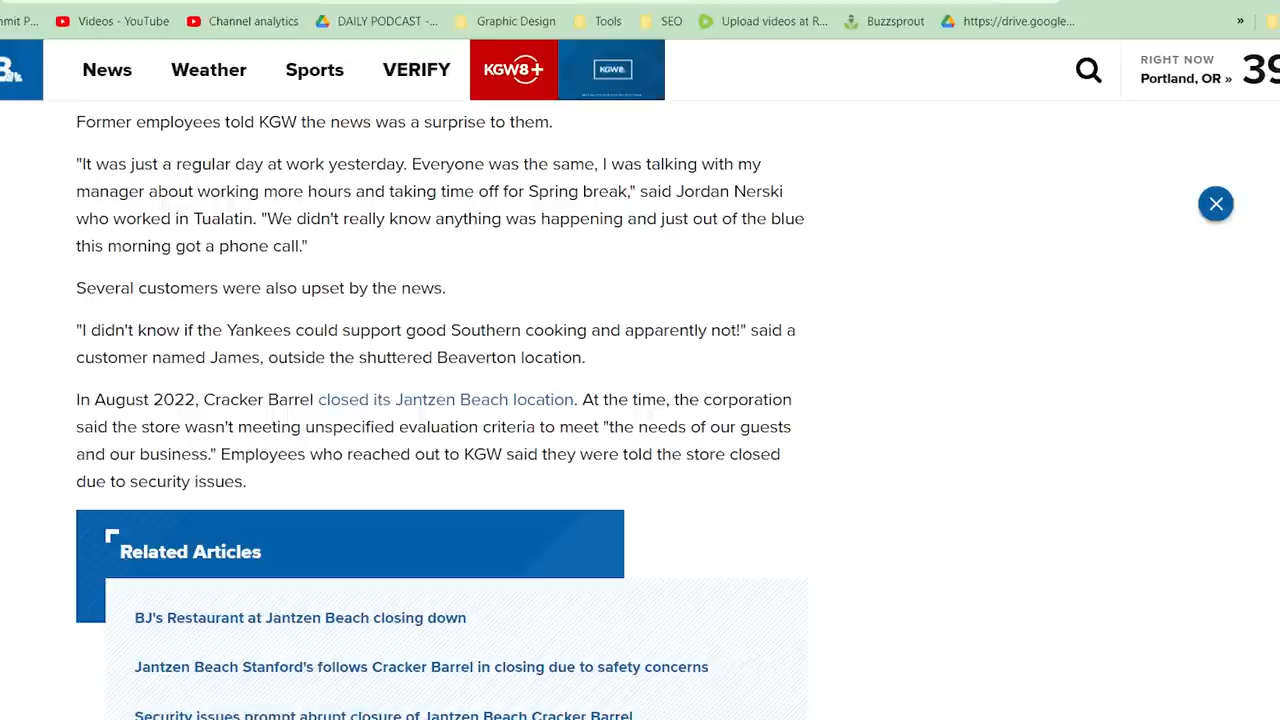 mmit P...
Videos - YouTube
Channel analytics
DAILY PODCAST -...
Graphic Design
Tools
SEO
Upload videos at R...
Buzzsprout
https://drive.google...
»
8
News
Weather
Sports
VERIFY
KGW8+
KGW8
RIGHT NOW
Portland, OR »
39
Former employees told KGW the news was a surprise to them.
"It was just a regular day at work yesterday. Everyone was the same, I was talking with my
manager about working more hours and taking time off for Spring break," said Jordan Nerski
who worked in Tualatin. "We didn't really know anything was happening and just out of the blue
this morning got a phone call."
Several customers were also upset by the news.
"I didn't know if the Yankees could support good Southern cooking and apparently not!" said a
customer named James, outside the shuttered Beaverton location.
In August 2022, Cracker Barrel closed its Jantzen Beach location. At the time, the corporation
said the store wasn't meeting unspecified evaluation criteria to meet "the needs of our guests
and our business." Employees who reached out to KGW said they were told the store closed
due to security issues.
Related Articles
BJ's Restaurant at Jantzen Beach closing down
Jantzen Beach Stanford's follows Cracker Barrel in closing due to safety concerns
Security issues prompt abrupt closure of Jantzen Beach Cracker Barrel